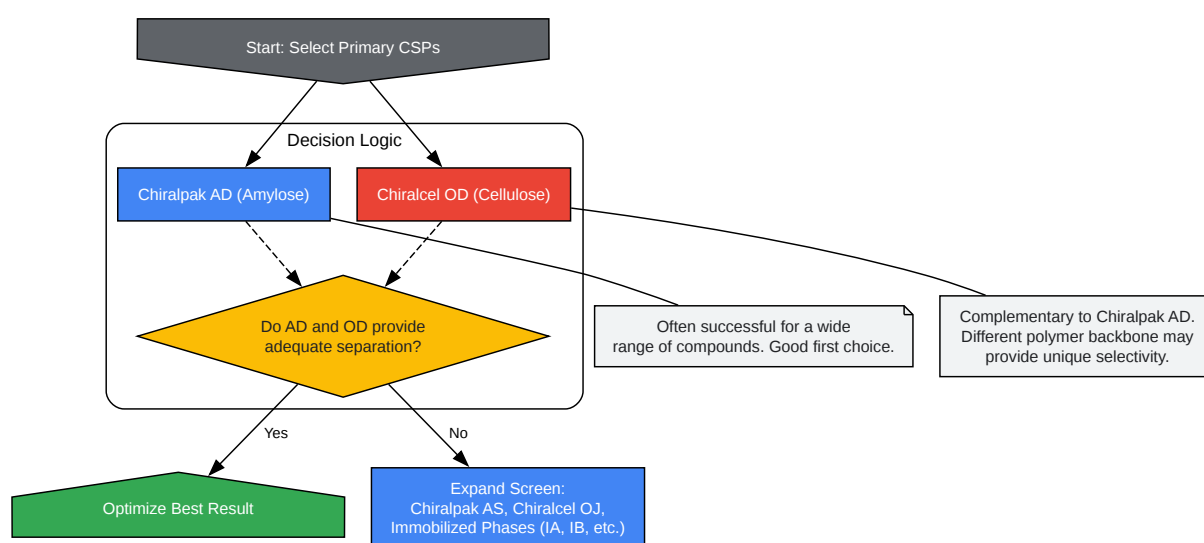 Start: Select Primary CSPs
Decision Logic
Chiralpak AD (Amylose)
Chiralcel OD (Cellulose)
Do AD and OD provide
adequate separation?
Often successful for a wide
range of compounds. Good first choice.
Complementary to Chiralpak AD.
Different polymer backbone may
provide unique selectivity.
Yes
No
Optimize Best Result
Expand Screen:
Chiralpak AS, Chiralcel OJ,
Immobilized Phases (IA, IB, etc.)